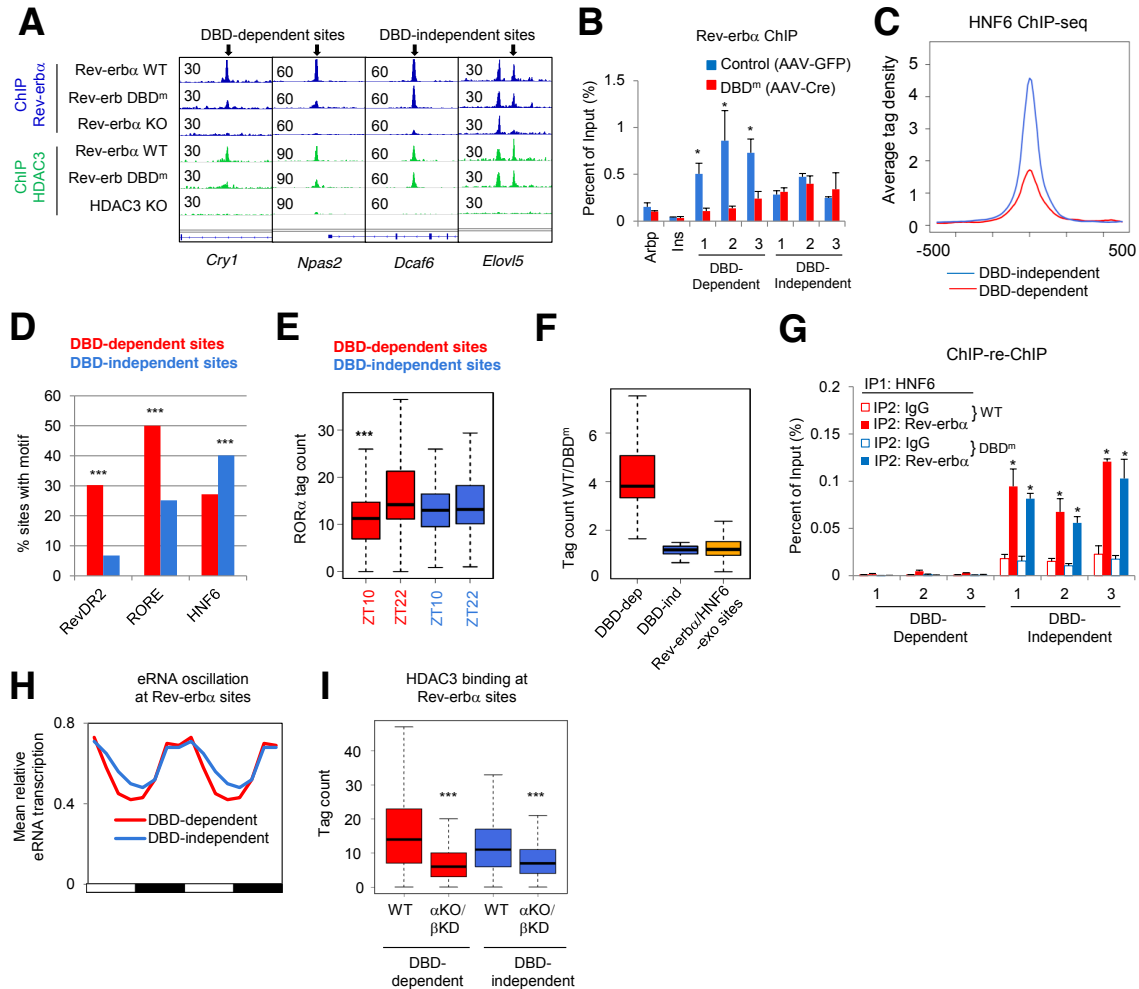 A
DBD-dependent sites
DBD-independent sites
ChIP
Rev-erbα
Rev-erbα WT
30
60
60
30
Rev-erb DBDᵐ
30
60
60
30
Rev-erbα KO
30
60
60
30
ChIP
HDAC3
Rev-erbα WT
30
90
60
30
Rev-erb DBDᵐ
30
90
60
30
HDAC3 KO
30
90
60
30
Cry1
Npas2
Dcaf6
Elovl5
B
Rev-erbα ChIP
Control (AAV-GFP)
DBDᵐ (AAV-Cre)
Percent of Input (%)
1.5
1
0.5
0
*
*
*
Arbp
Ins
1
2
3
1
2
3
DBD-
Dependent
DBD-
Independent
C
HNF6 ChIP-seq
Average tag density
5
4
3
2
1
0
-500
500
DBD-independent
DBD-dependent
D
DBD-dependent sites
DBD-independent sites
% sites with motif
60
50
40
30
20
10
0
***
***
***
RevDR2
RORE
HNF6
E
DBD-dependent sites
DBD-independent sites
RORα tag count
30
20
10
0
***
ZT10
ZT22
ZT10
ZT22
F
Tag count WT/DBDᵐ
6
4
2
0
DBD-dep
DBD-ind
Rev-erbα/HNF6
-exo sites
G
ChIP-re-ChIP
IP1: HNF6
IP2: IgG
IP2: Rev-erbα
} WT
IP2: IgG
IP2: Rev-erbα
} DBDᵐ
Percent of Input (%)
0.2
0.15
0.1
0.05
0
*
*
*
*
*
*
1
2
3
1
2
3
DBD-
Dependent
DBD-
Independent
H
eRNA oscillation
at Rev-erbα sites
Mean relative
eRNA transcription
0.8
0.4
0
DBD-dependent
DBD-independent
I
HDAC3 binding at
Rev-erbα sites
Tag count
40
30
20
10
0
***
***
WT
αKO/
βKD
WT
αKO/
βKD
DBD-
dependent
DBD-
independent